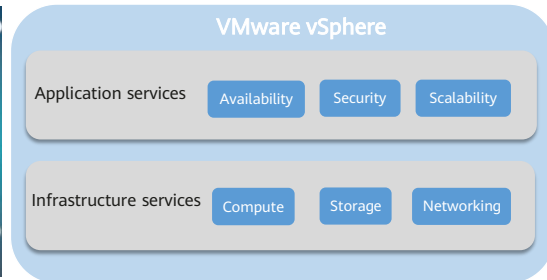 VMware vSphere
Application services
Availability
Security
Scalability
Infrastructure services
Compute
Storage
Networking